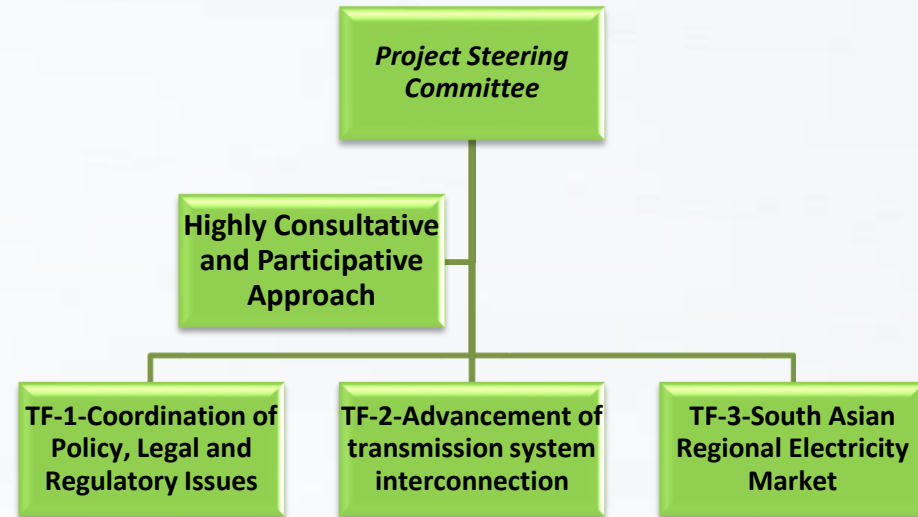 Project Steering
Committee
Highly Consultative
and Participative
Approach
TF-1-Coordination of
Policy, Legal and
Regulatory Issues
TF-2-Advancement of
transmission system
interconnection
TF-3-South Asian
Regional Electricity
Market